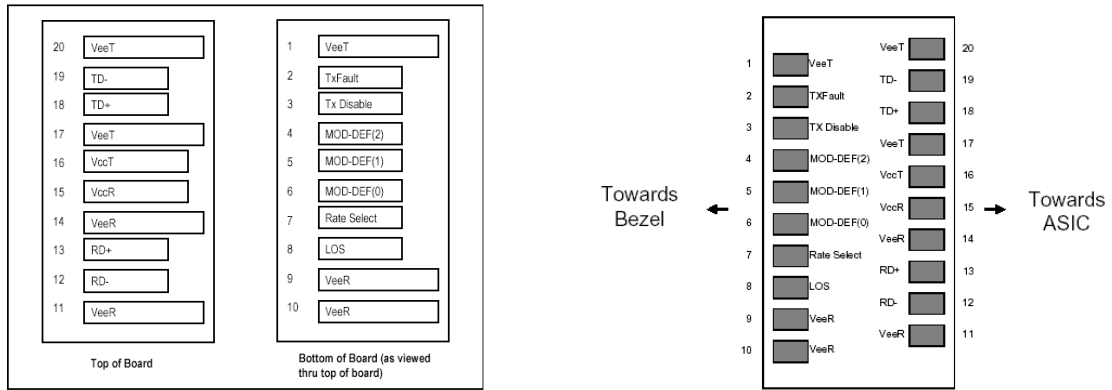 20 VeeT
19 TD-
18 TD+
17 VeeT
16 VccT
15 VccR
14 VeeR
13 RD+
12 RD-
11 VeeR
Top of Board
1 VeeT
2 TxFault
3 Tx Disable
4 MOD-DEF(2)
5 MOD-DEF(1)
6 MOD-DEF(0)
7 Rate Select
8 LOS
9 VeeR
10 VeeR
Bottom of Board (as viewed
thru top of board)
Towards
Bezel
1 VeeT
2 TXFault
3 TX Disable
4 MOD-DEF(2)
5 MOD-DEF(1)
6 MOD-DEF(0)
7 Rate Select
8 LOS
9 VeeR
10 VeeR
VeeT 20
TD- 19
TD+ 18
VeeT 17
VccT 16
VccR 15
VeeR 14
RD+ 13
RD- 12
VeeR 11
Towards
ASIC